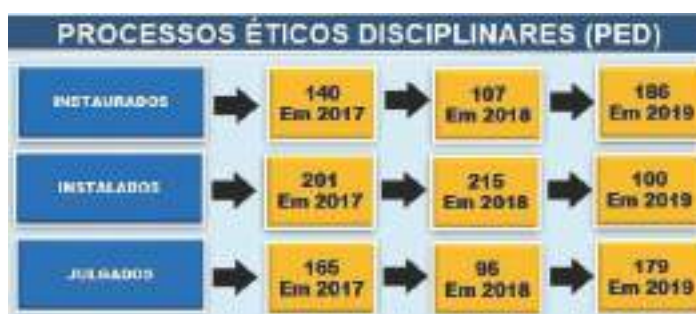 PROCESSOS ÉTICOS DISCIPLINARES (PED)
INSTAURADOS
140
Em 2017
107
Em 2018
186
Em 2019
INSTALADOS
201
Em 2017
215
Em 2018
100
Em 2019
JULGADOS
165
Em 2017
96
Em 2018
179
Em 2019